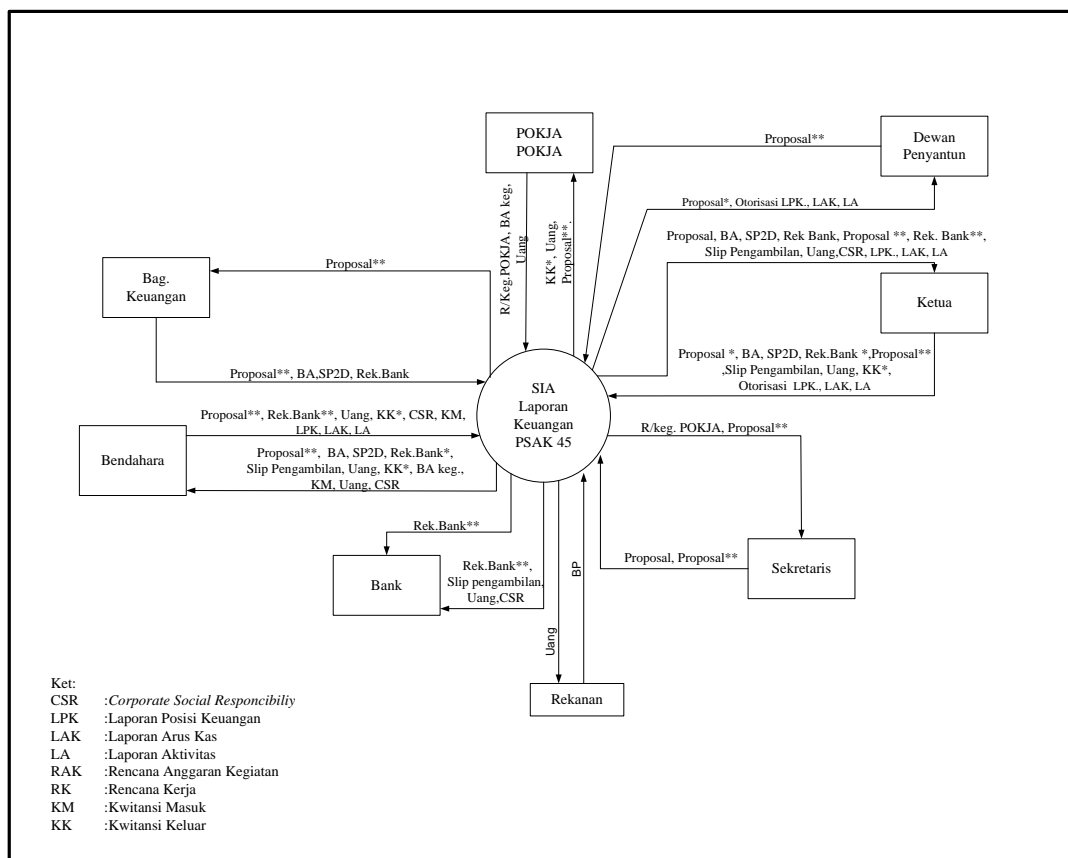 POKJA
POKJA
Dewan
Penyantun
Proposal**
Proposal*, Otorisasi LPK., LAK, LA
R/Keg.POKJA, BA keg,
Uang
KK*, Uang,
Proposal**.
Proposal, BA, SP2D, Rek Bank, Proposal **, Rek. Bank**,
Slip Pengambilan, Uang,CSR, LPK., LAK, LA
Ketua
Proposal *, BA, SP2D, Rek.Bank *,Proposal**
,Slip Pengambilan, Uang, KK*,
Otorisasi LPK., LAK, LA
Bag.
Keuangan
Proposal**
Proposal**, BA,SP2D, Rek.Bank
SIA
Laporan
Keuangan
PSAK 45
Bendahara
Proposal**, Rek.Bank**, Uang, KK*, CSR, KM,
LPK, LAK, LA
Proposal**, BA, SP2D, Rek.Bank*,
Slip Pengambilan, Uang, KK*, BA keg.,
KM, Uang, CSR
R/keg. POKJA, Proposal**
Proposal, Proposal**
Sekretaris
Rek.Bank**
Bank
Rek.Bank**,
Slip pengambilan,
Uang,CSR
Uang
BP
Rekanan
Ket:
CSR :Corporate Social Responcibiliy
LPK :Laporan Posisi Keuangan
LAK :Laporan Arus Kas
LA :Laporan Aktivitas
RAK :Rencana Anggaran Kegiatan
RK :Rencana Kerja
KM :Kwitansi Masuk
KK :Kwitansi Keluar